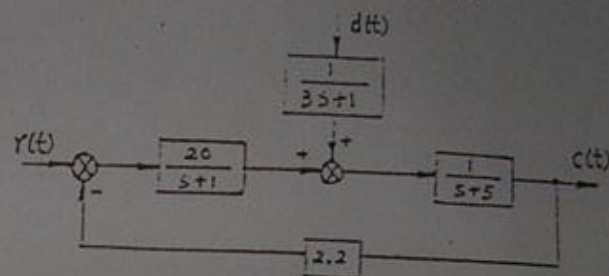 d(t)
1
3s+1
r(t)
-
20
s+1
+
+
1
s+5
c(t)
2.2